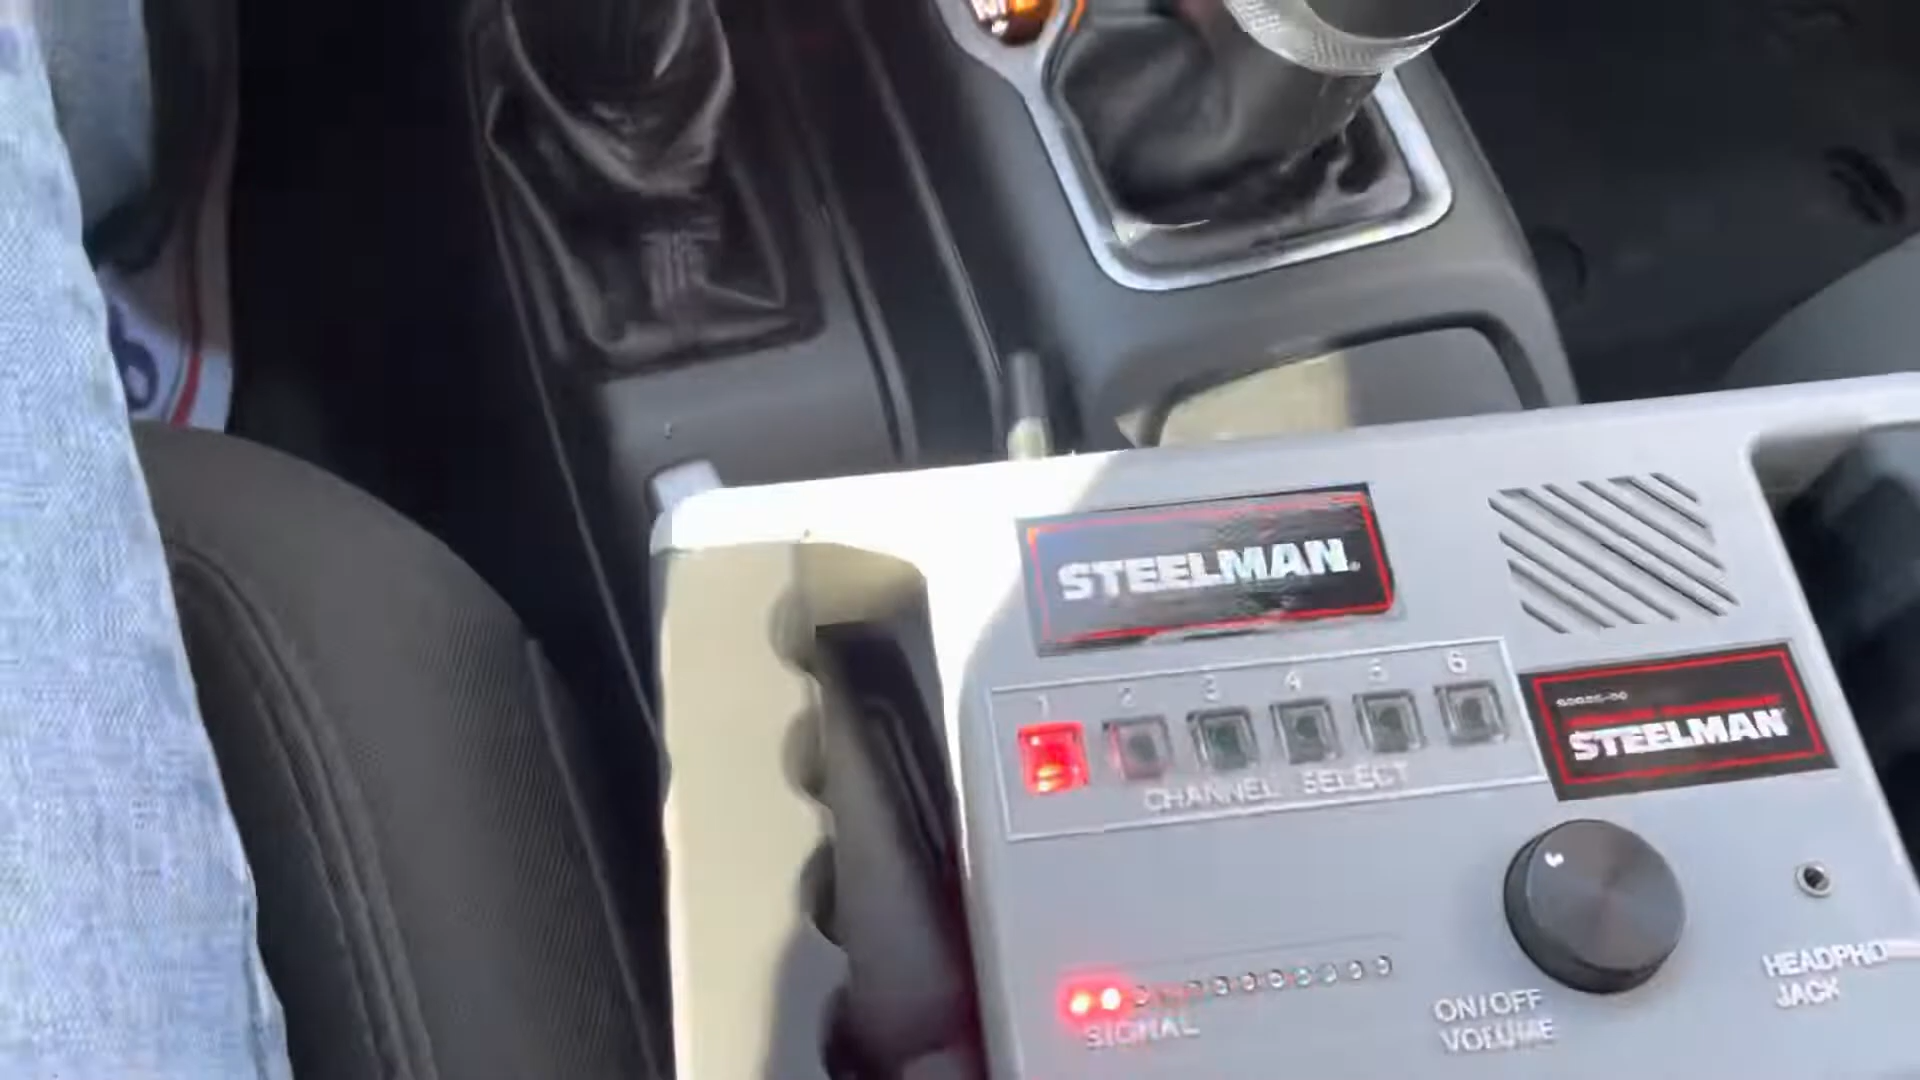 STEELMAN
1 2 3 4 5 6
CHANNEL SELECT
STEELMAN
SIGNAL
ON/OFF
VOLUME
HEADPHO
JACK